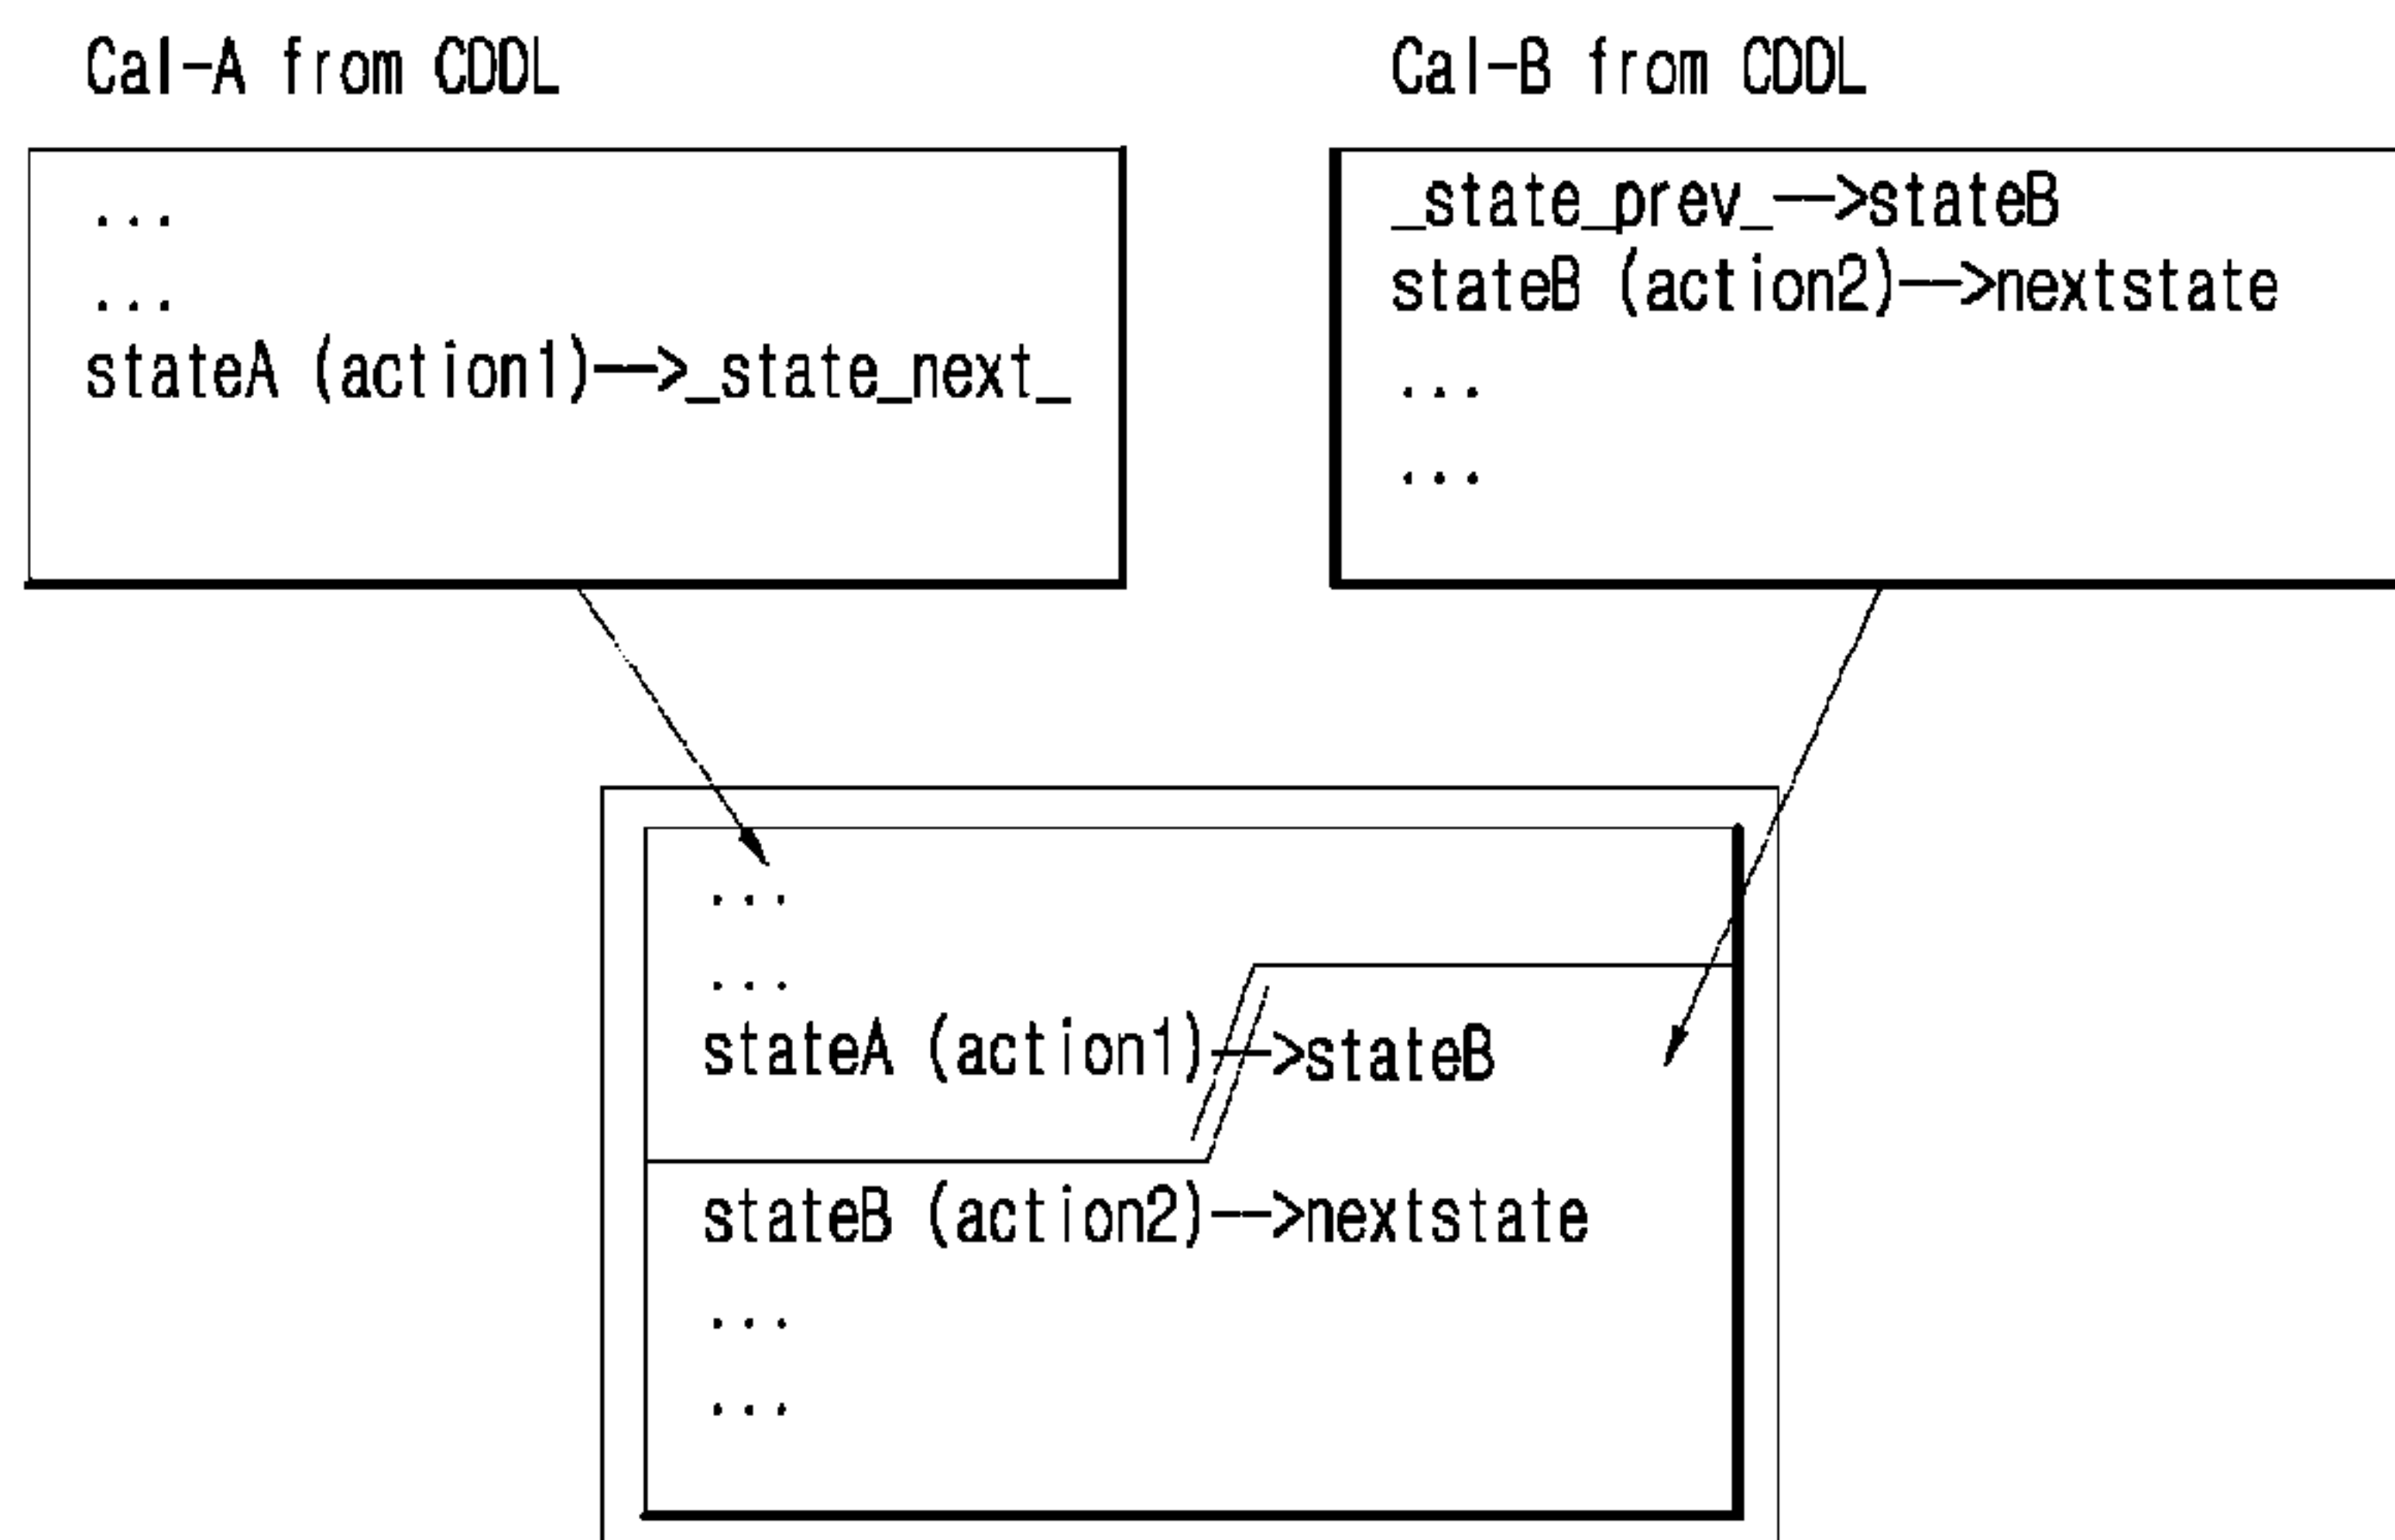 Cal-A from CDDL
...
...
stateA (action1)-->_state_next_
Cal-B from CDDL
_state_prev_-->stateB
stateB (action2)-->nextstate
...
...
...
...
stateA (action1)-->stateB
stateB (action2)-->nextstate
...
...